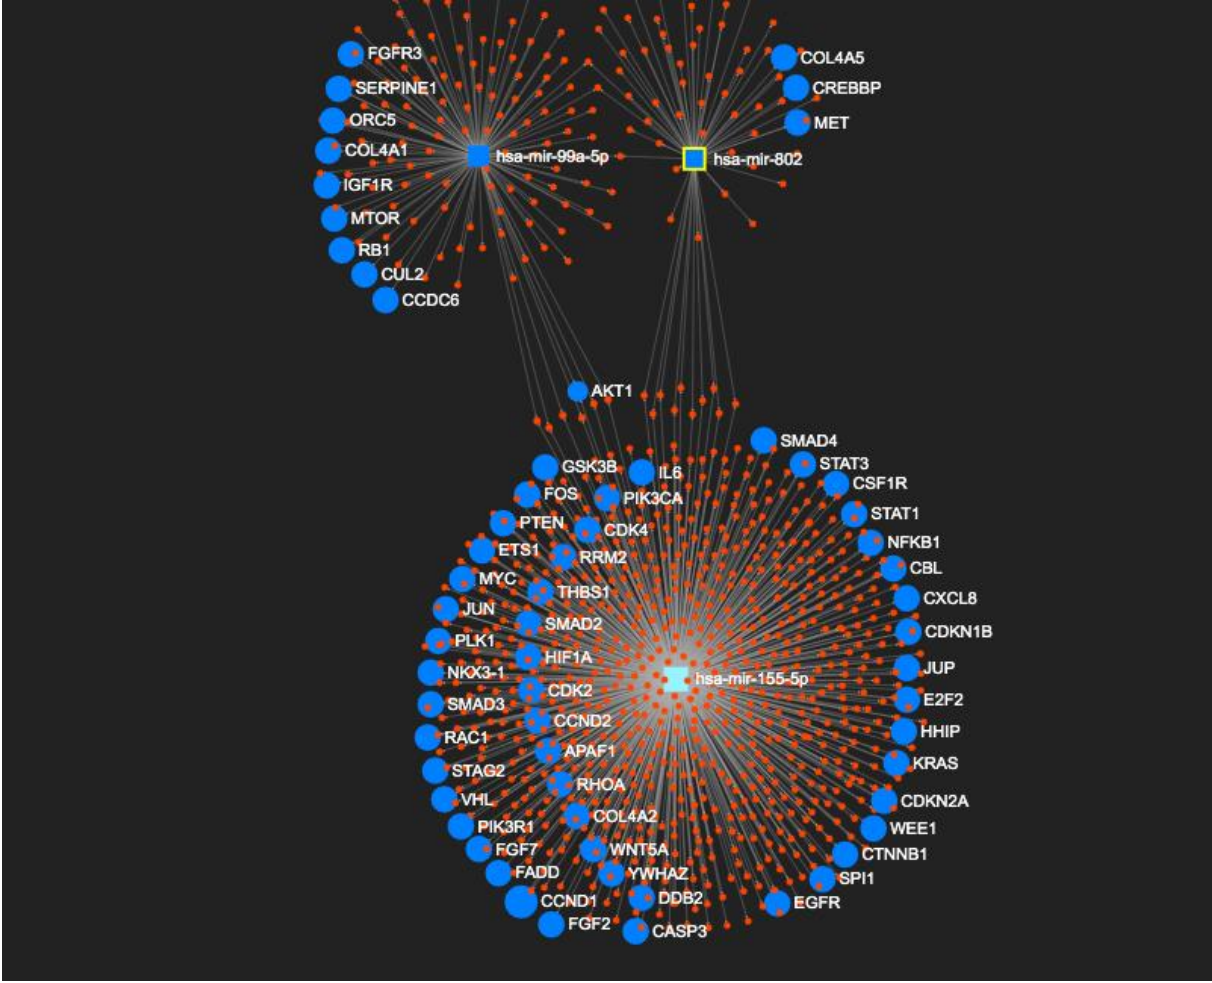 FGFR3
SERPINE1
ORC5
COL4A1
IGF1R
MTOR
RB1
CUL2
CCDC6
hsa-mir-99a-5p
COL4A5
CREBBP
MET
hsa-mir-802
AKT1
GSK3B
FOS
PTEN
ETS1
MYC
JUN
PLK1
NKX3-1
SMAD3
RAC1
STAG2
VHL
PIK3R1
FGF7
FADD
CCND1
FGF2
IL6
PIK3CA
CDK4
RRM2
THBS1
SMAD2
HIF1A
CDK2
CCND2
APAF1
RHOA
COL4A2
WNT5A
YWHAZ
DDB2
CASP3
hsa-mir-155-5p
SMAD4
STAT3
CSF1R
STAT1
NFKB1
CBL
CXCL8
CDKN1B
JUP
E2F2
HHIP
KRAS
CDKN2A
WEE1
CTNNB1
SPI1
EGFR